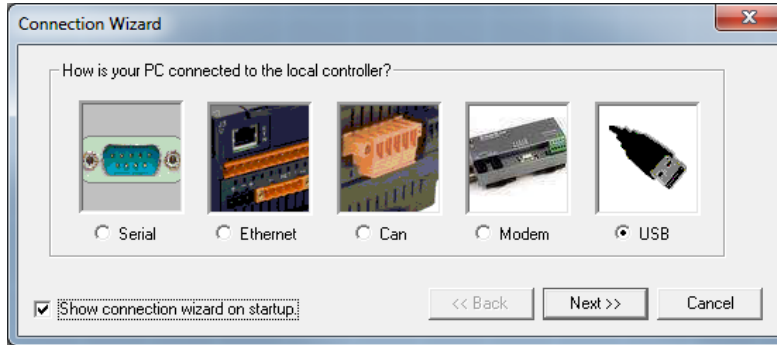 Connection Wizard
How is your PC connected to the local controller?
Serial
Ethernet
Can
Modem
USB
Show connection wizard on startup.
<< Back
Next >>
Cancel